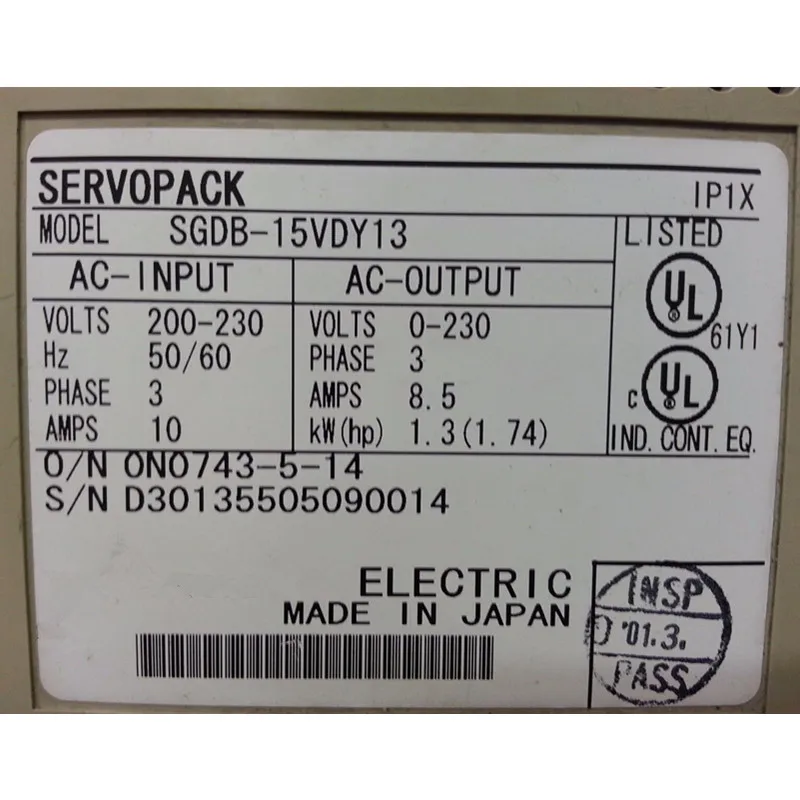 SERVOPACK IP1X
MODEL SGDB-15VDY13 LISTED
AC-INPUT AC-OUTPUT
VOLTS 200-230 VOLTS 0-230
Hz 50/60 PHASE 3
PHASE 3 AMPS 8.5
AMPS 10 kW(hp) 1.3(1.74)
UL® 61Y1
c UL®
IND. CONT. EQ.
O/N 0N0743-5-14
S/N D30135505090014
ELECTRIC
MADE IN JAPAN
INSP
'01.3.
PASS